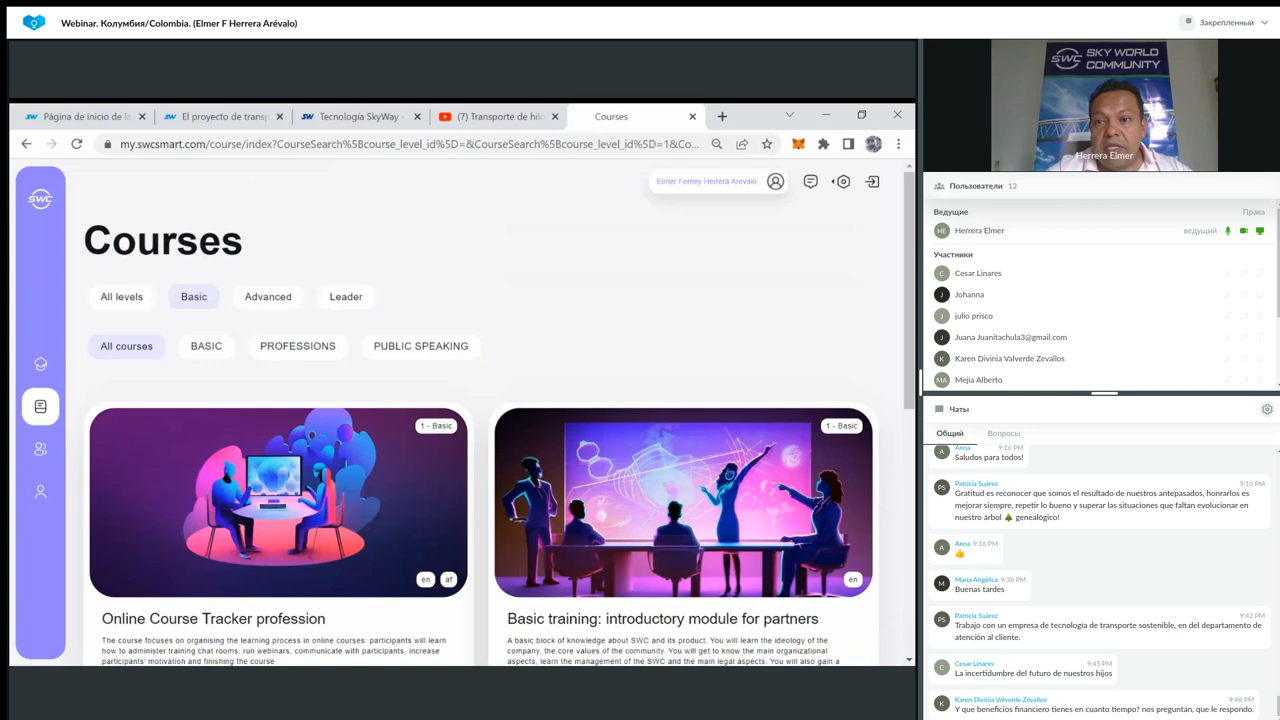 Webinar. Колумбия/Colombia. (Elmer F Herrera Arévalo)
Закрепленный
Página de inicio de la
El proyecto de transp
Tecnología SkyWay -
(7) Transporte de hilo
Courses
my.swcsmart.com/course/index?CourseSearch%5Bcourse_level_id%5D=&CourseSearch%5Bcourse_level_id%5D=1&Co...
SWC
Elmer Ferney Herrera Arevalo
Courses
All levels
Basic
Advanced
Leader
All courses
BASIC
PROFESSIONS
PUBLIC SPEAKING
1 - Basic
en
af
Online Course Tracker profession
The course focuses on organising the learning process in online courses: participants will learn
how to administer training chat rooms, run webinars, communicate with participants, increase
participants' motivation and finishing the course
1 - Basic
en
Basic training: introductory module for partners
A basic block of knowledge about SWC and its product. You will learn the ideology of the
company, the core values of the community. You will get to know the main organizational
aspects, learn the management of the SWC and the main legal aspects. You will also gain a
SWC SKY WORLD
COMMUNITY
Herrera Elmer
Пользователи 12
Ведущие
Права
HE
Herrera Elmer
ведущий
Участники
C
Cesar Linares
J
Johanna
J
julio prisco
J
Juana Juanitachula3@gmail.com
K
Karen Divinia Valverde Zevallos
MA
Mejía Alberto
Чаты
Общий
Вопросы
A
Anna 9:16 PM
Saludos para todos!
PS
Patricia Suárez 9:16 PM
Gratitud es reconocer que somos el resultado de nuestros antepasados, honrarlos es
mejorar siempre, repetir lo bueno y superar las situaciones que faltan evolucionar en
nuestro árbol 🌲 genealógico!
A
Anna 9:16 PM
👍
M
María Angélica 9:36 PM
Buenas tardes
PS
Patricia Suárez 9:42 PM
Trabajo con un empresa de tecnología de transporte sostenible, en del departamento de
atención al cliente.
C
Cesar Linares 9:45 PM
La incertidumbre del futuro de nuestros hijos
K
Karen Divinia Valverde Zevallos 9:48 PM
Y que beneficios financiero tienes en cuanto tiempo? nos preguntan, que le respondo.